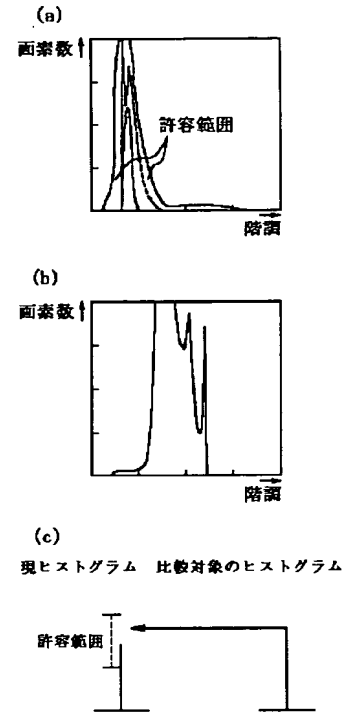 (a)
画素数
許容範囲
階調
(b)
画素数
階調
(c)
現ヒストグラム 比較対象のヒストグラム
許容範囲